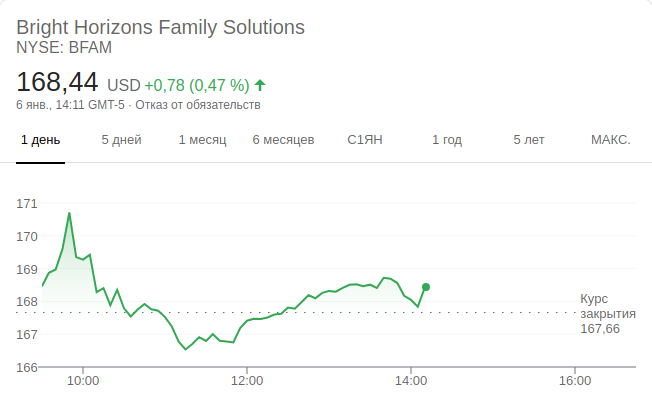 Bright Horizons Family Solutions
NYSE: BFAM
168,44 USD +0,78 (0,47 %)
6 янв., 14:11 GMT-5 · Отказ от обязательств
1 день 5 дней 1 месяц 6 месяцев С1ЯН 1 год 5 лет МАКС.
171
170
169
168
167
166
Курс
закрытия
167,66
10:00 12:00 14:00 16:00